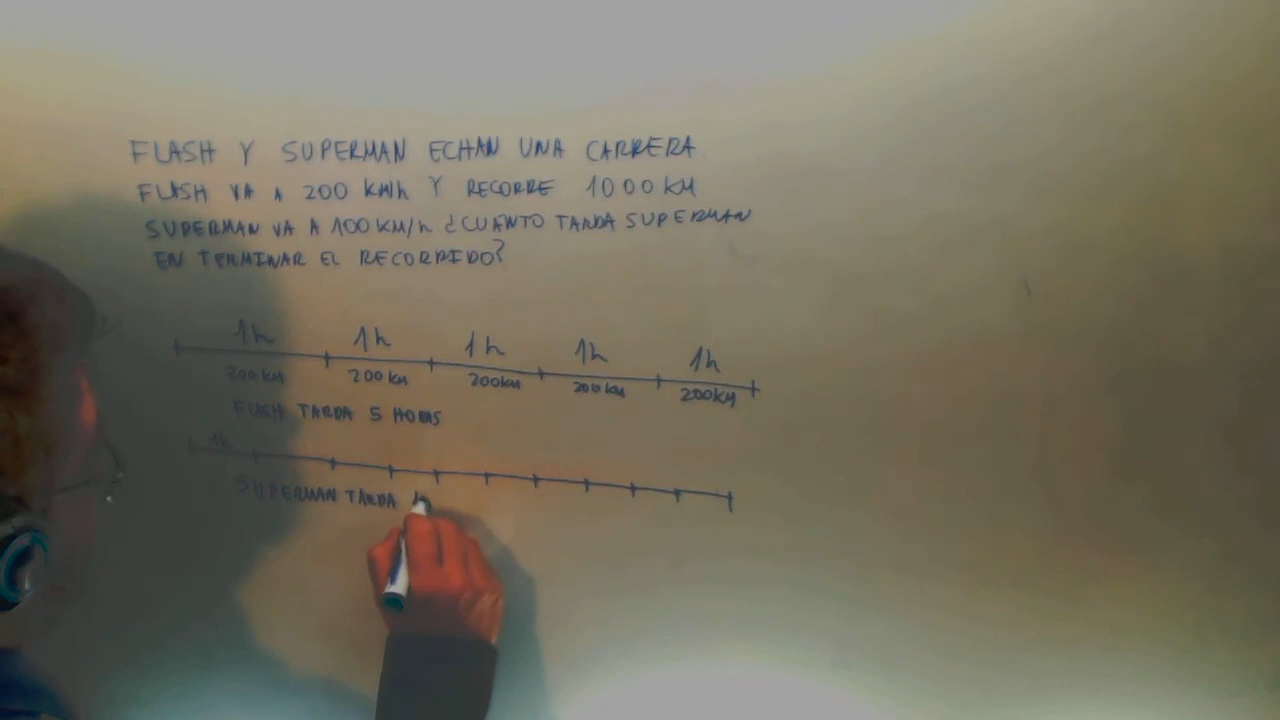 FLASH Y SUPERMAN ECHAN UNA CARRERA
FLASH VA A 200 KM/h Y RECORRE 1000 KM
SUPERMAN VA A 100 KM/h ¿CUANTO TARDA SUPERMAN
EN TERMINAR EL RECORRIDO?
1h 1h 1h 1h 1h
200 KM 200 KM 200KM 200 KM 200KM
FLASH TARDA 5 HORAS
1h
SUPERMAN TARDA